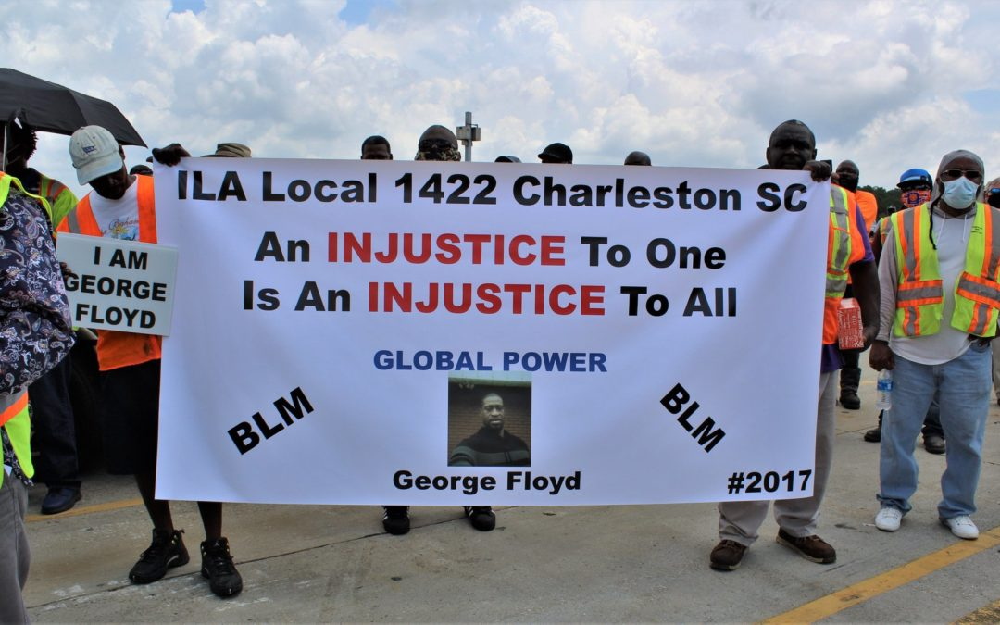 ILA Local 1422 Charleston SC
An INJUSTICE To One
Is An INJUSTICE To All
GLOBAL POWER
BLM
BLM
George Floyd
#2017
I AM
GEORGE
FLOYD